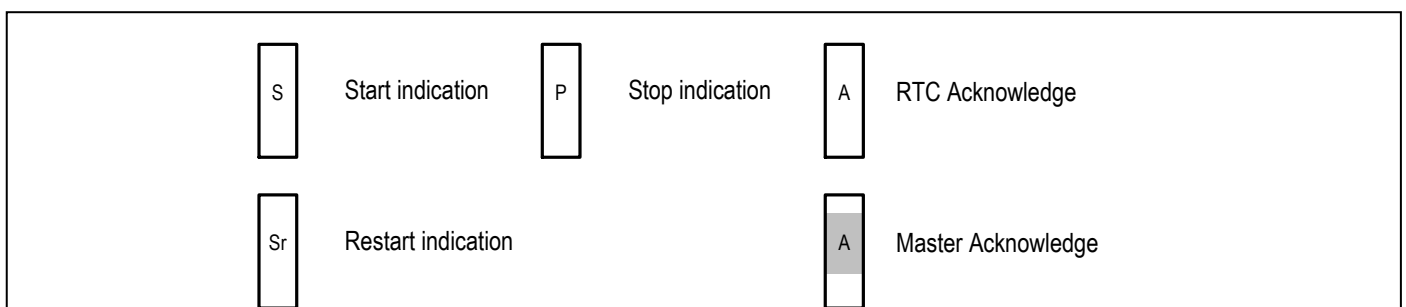 S Start indication P Stop indication A RTC Acknowledge
Sr Restart indication A Master Acknowledge